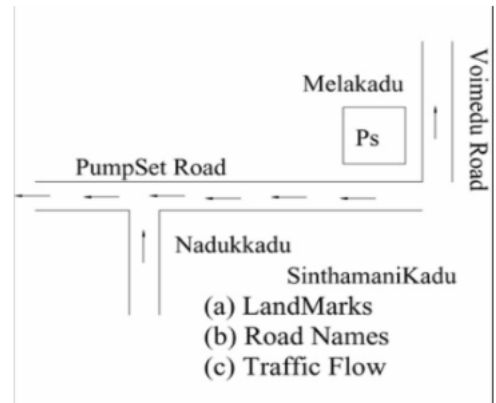 Melakadu
Ps
Voimedu Road
PumpSet Road
Nadukkadu
SinthamaniKadu
(a) LandMarks
(b) Road Names
(c) Traffic Flow